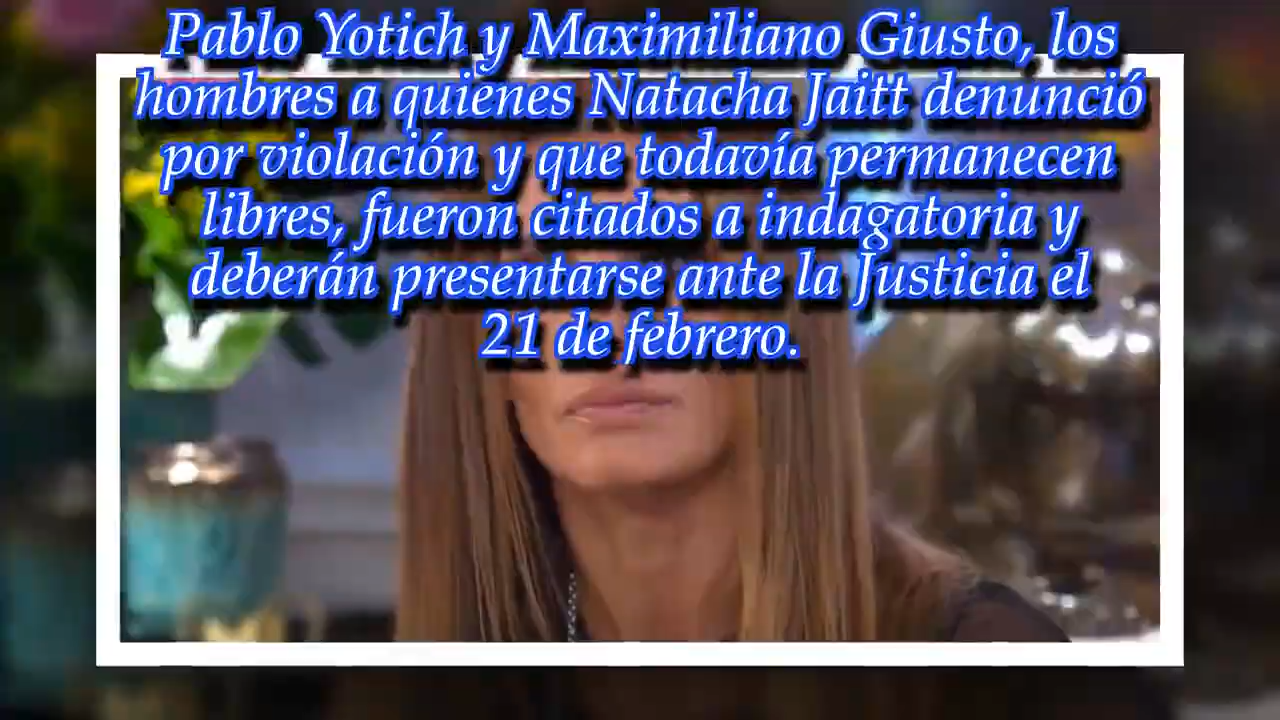 Pablo Yotich y Maximiliano Giusto, los
hombres a quienes Natacha Jaitt denunció
por violación y que todavía permanecen
libres, fueron citados a indagatoria y
deberán presentarse ante la Justicia el
21 de febrero.